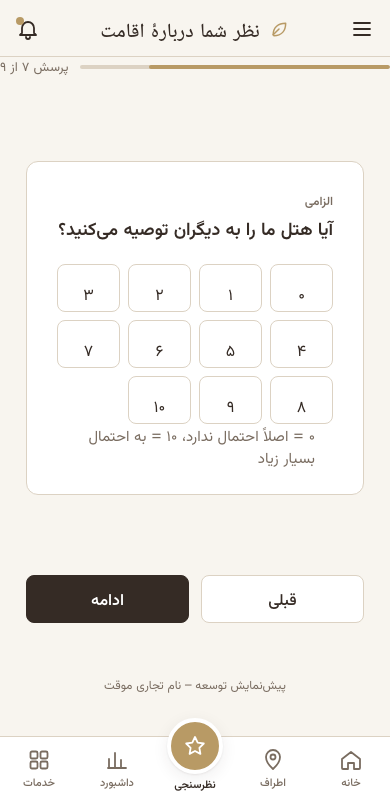 نظر شما دربارهٔ اقامت
پرسش ۷ از ۹
الزامی
آیا هتل ما را به دیگران توصیه می‌کنید؟
۰ ۱ ۲ ۳
۴ ۵ ۶ ۷
۸ ۹ ۱۰
۰ = اصلاً احتمال ندارد، ۱۰ = به احتمال
بسیار زیاد
قبلی ادامه
پیش‌نمایش توسعه – نام تجاری موقت
خانه اطراف نظرسنجی داشبورد خدمات